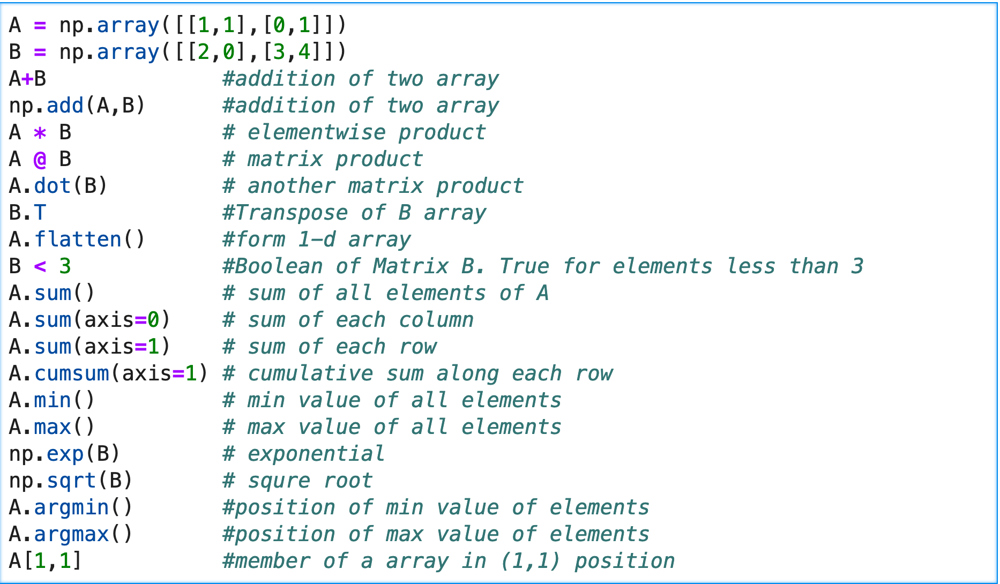 A = np.array([[1,1],[0,1]])
B = np.array([[2,0],[3,4]])
A+B              #addition of two array
np.add(A,B)      #addition of two array
A * B            # elementwise product
A @ B            # matrix product
A.dot(B)         # another matrix product
B.T              #Transpose of B array
A.flatten()      #form 1-d array
B < 3            #Boolean of Matrix B. True for elements less than 3
A.sum()          # sum of all elements of A
A.sum(axis=0)    # sum of each column
A.sum(axis=1)    # sum of each row
A.cumsum(axis=1) # cumulative sum along each row
A.min()          # min value of all elements
A.max()          # max value of all elements
np.exp(B)        # exponential
np.sqrt(B)       # squre root
A.argmin()       #position of min value of elements
A.argmax()       #position of max value of elements
A[1,1]           #member of a array in (1,1) position